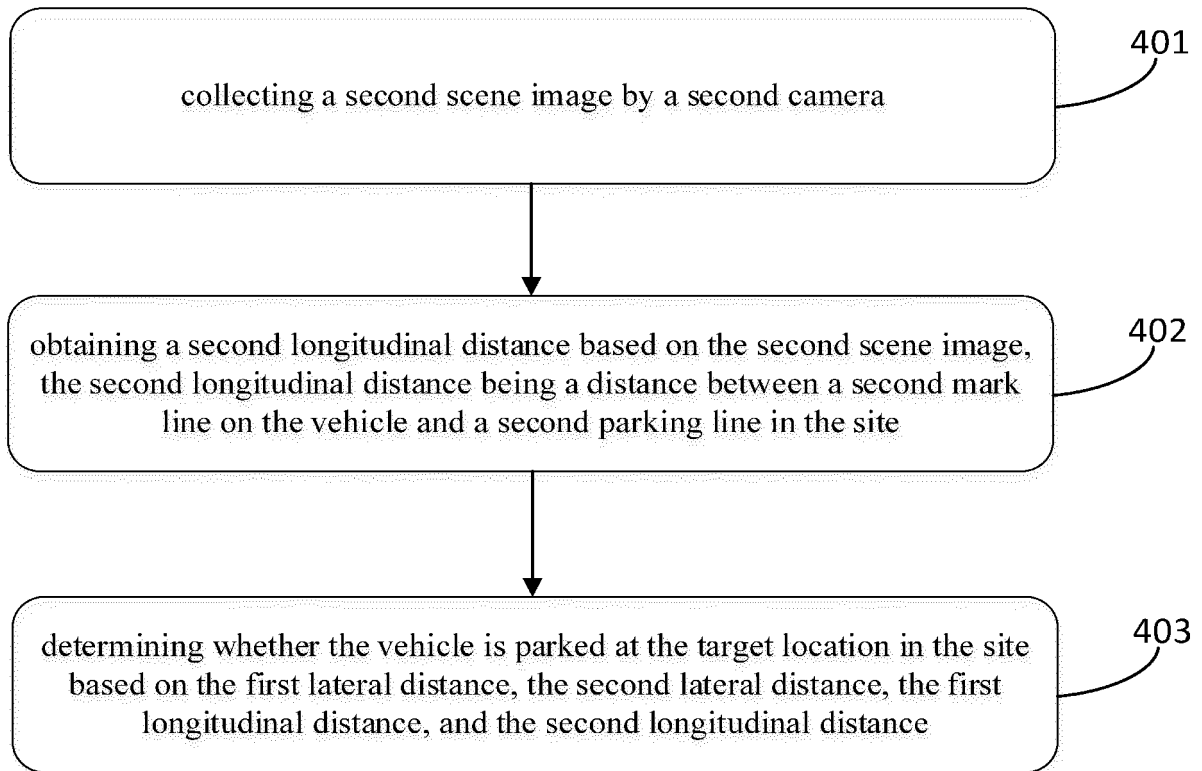 collecting a second scene image by a second camera
401
obtaining a second longitudinal distance based on the second scene image,
the second longitudinal distance being a distance between a second mark
line on the vehicle and a second parking line in the site
402
determining whether the vehicle is parked at the target location in the site
based on the first lateral distance, the second lateral distance, the first
longitudinal distance, and the second longitudinal distance
403